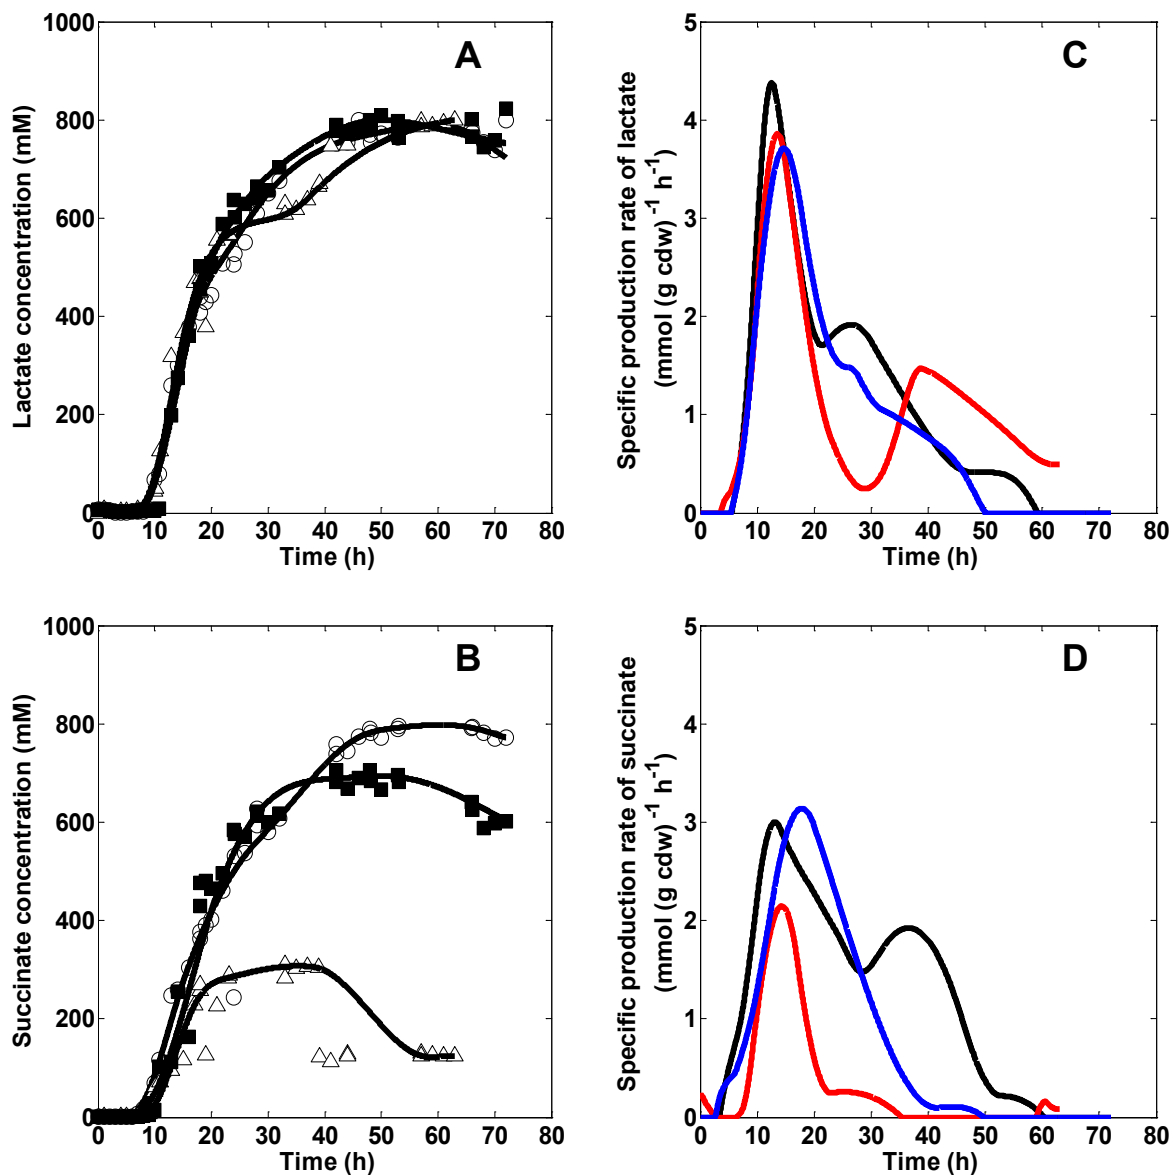 A
Lactate concentration (mM)
1000
800
600
400
200
0
0 10 20 30 40 50 60 70 80
Time (h)
C
Specific production rate of lactate
(mmol (g cdw)⁻¹ h⁻¹)
5
4
3
2
1
0
0 10 20 30 40 50 60 70 80
Time (h)
B
Succinate concentration (mM)
1000
800
600
400
200
0
0 10 20 30 40 50 60 70 80
Time (h)
D
Specific production rate of succinate
(mmol (g cdw)⁻¹ h⁻¹)
5
4
3
2
1
0
0 10 20 30 40 50 60 70 80
Time (h)